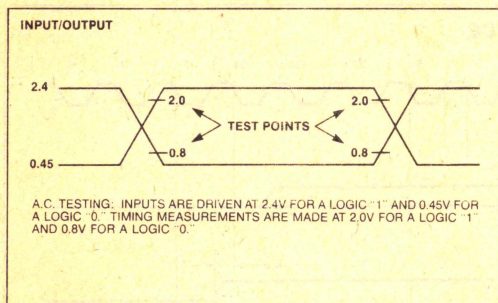 INPUT/OUTPUT
2.4
2.0
2.0
TEST POINTS
0.8
0.8
0.45
A.C. TESTING: INPUTS ARE DRIVEN AT 2.4V FOR A LOGIC "1" AND 0.45V FOR
A LOGIC "0." TIMING MEASUREMENTS ARE MADE AT 2.0V FOR A LOGIC "1"
AND 0.8V FOR A LOGIC "0."